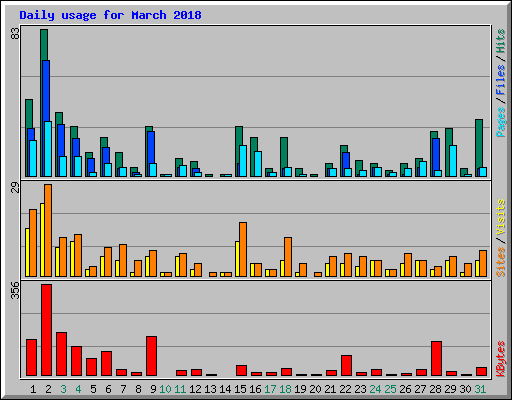 Daily usage for March 2018
83
Pages / Files / Hits
29
Sites / Visits
356
KBytes
1 2 3 4 5 6 7 8 9 10 11 12 13 14 15 16 17 18 19 20 21 22 23 24 25 26 27 28 29 30 31